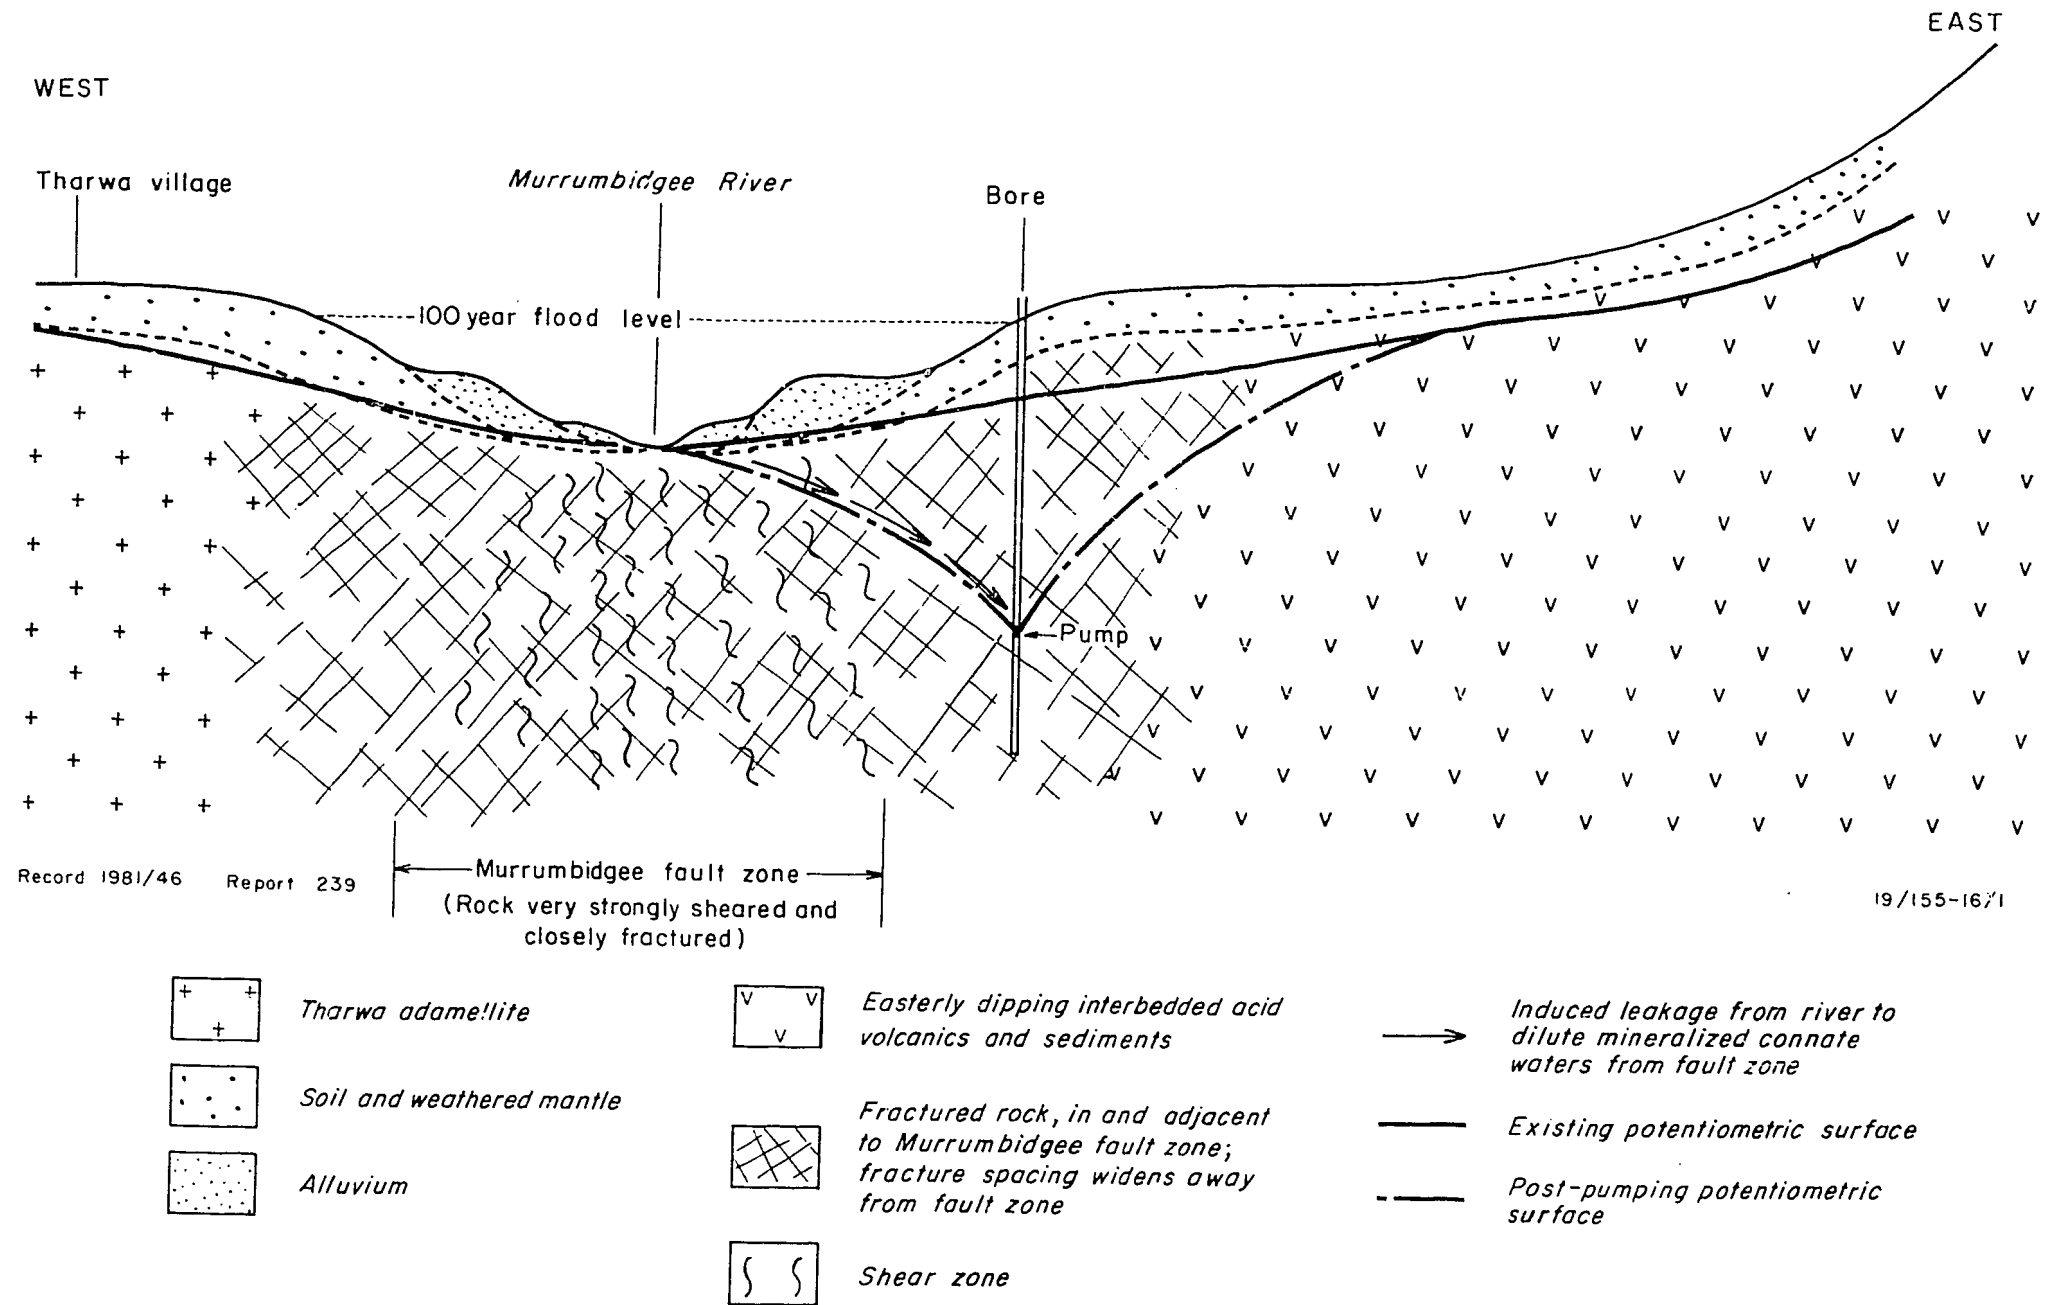 EAST
WEST
Tharwa village
Murrumbidgee River
Bore
100 year flood level
Pump
Murrumbidgee fault zone
(Rock very strongly sheared and
closely fractured)
Record 1981/46 Report 239
19/155-16/1
Tharwa adamellite
Soil and weathered mantle
Alluvium
Easterly dipping interbedded acid
volcanics and sediments
Fractured rock, in and adjacent
to Murrumbidgee fault zone;
fracture spacing widens away
from fault zone
Shear zone
Induced leakage from river to
dilute mineralized connate
waters from fault zone
Existing potentiometric surface
Post-pumping potentiometric
surface